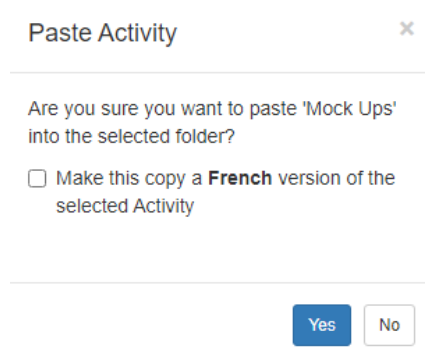 Paste Activity ×
Are you sure you want to paste 'Mock Ups'
into the selected folder?
Make this copy a French version of the
selected Activity
Yes No